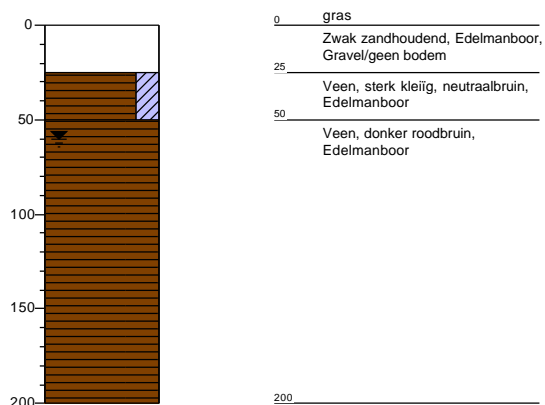 0
50
100
150
200
0
gras
Zwak zandhoudend, Edelmanboor,
Gravel/geen bodem
25
Veen, sterk kleiïg, neutraalbruin,
Edelmanboor
50
Veen, donker roodbruin,
Edelmanboor
200